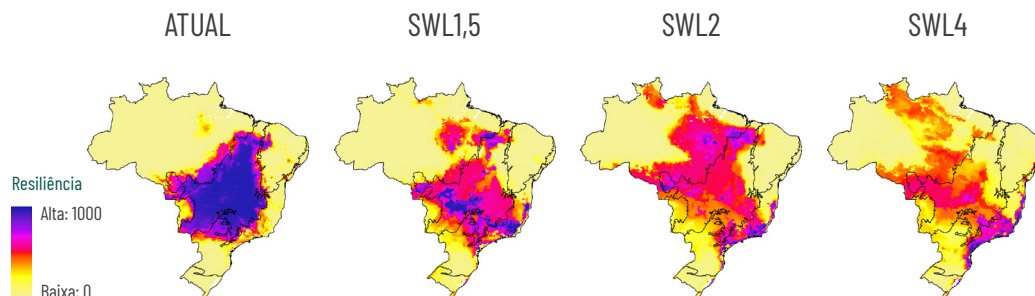 ATUAL
SWL1,5
SWL2
SWL4
Resiliência
Alta: 1000
Baixa: 0